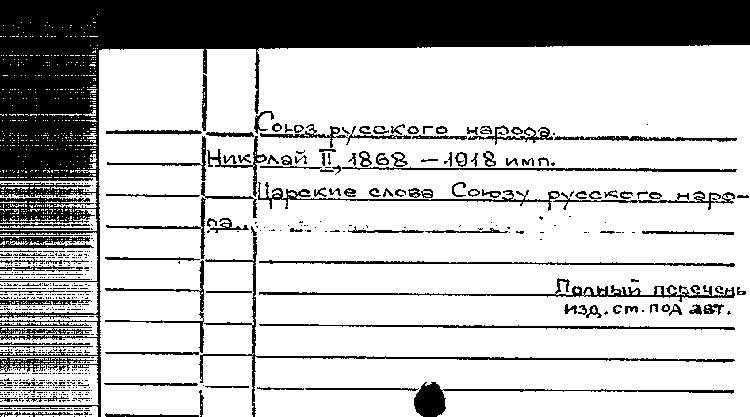 Союз русского народа.
Николай II, 1868 – 1918 имп.
Царские слова Союзу русского наро-
да...
Полный перечень
изд. см. под авт.